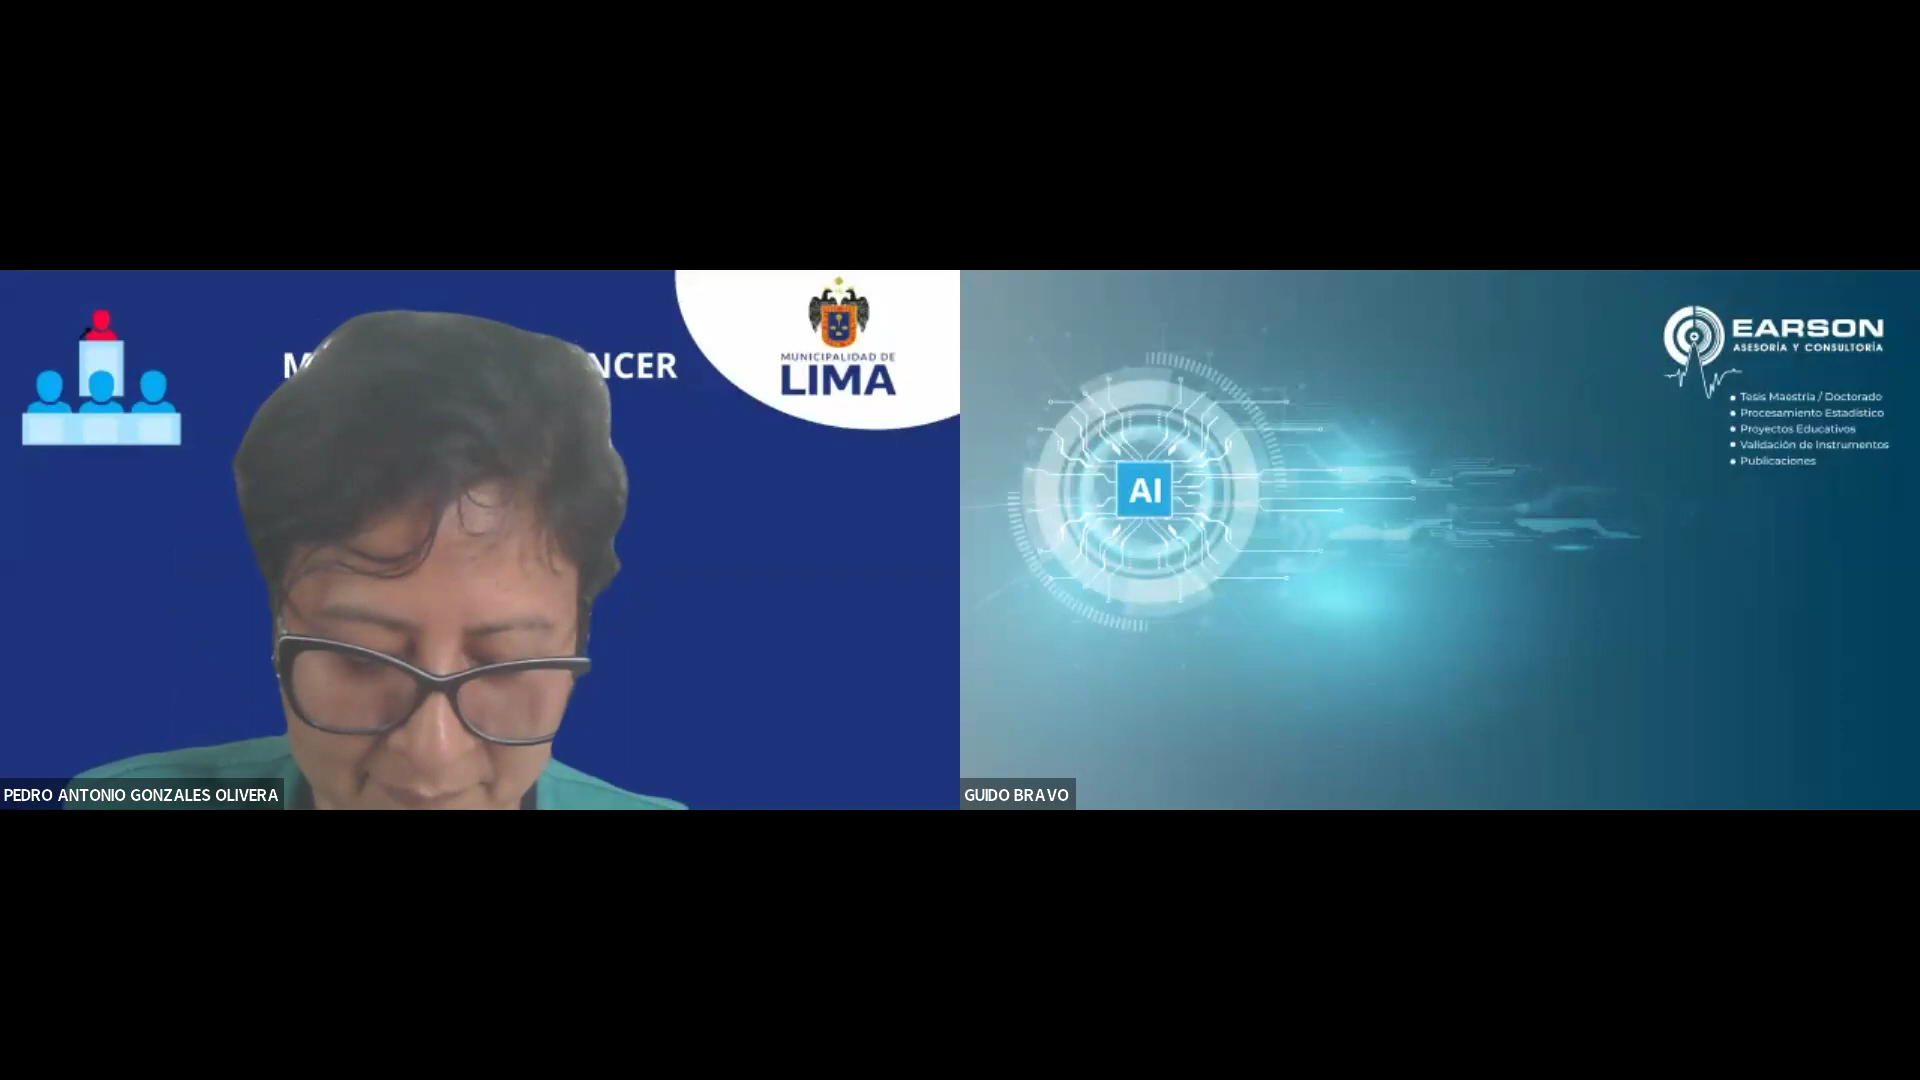 NCER
MUNICIPALIDAD DE
LIMA
PEDRO ANTONIO GONZALES OLIVERA
EARSON
ASESORÍA Y CONSULTORÍA
Tesis Maestría / Doctorado
Procesamiento Estadístico
Proyectos Educativos
Validación de Instrumentos
Publicaciones
AI
GUIDO BRAVO